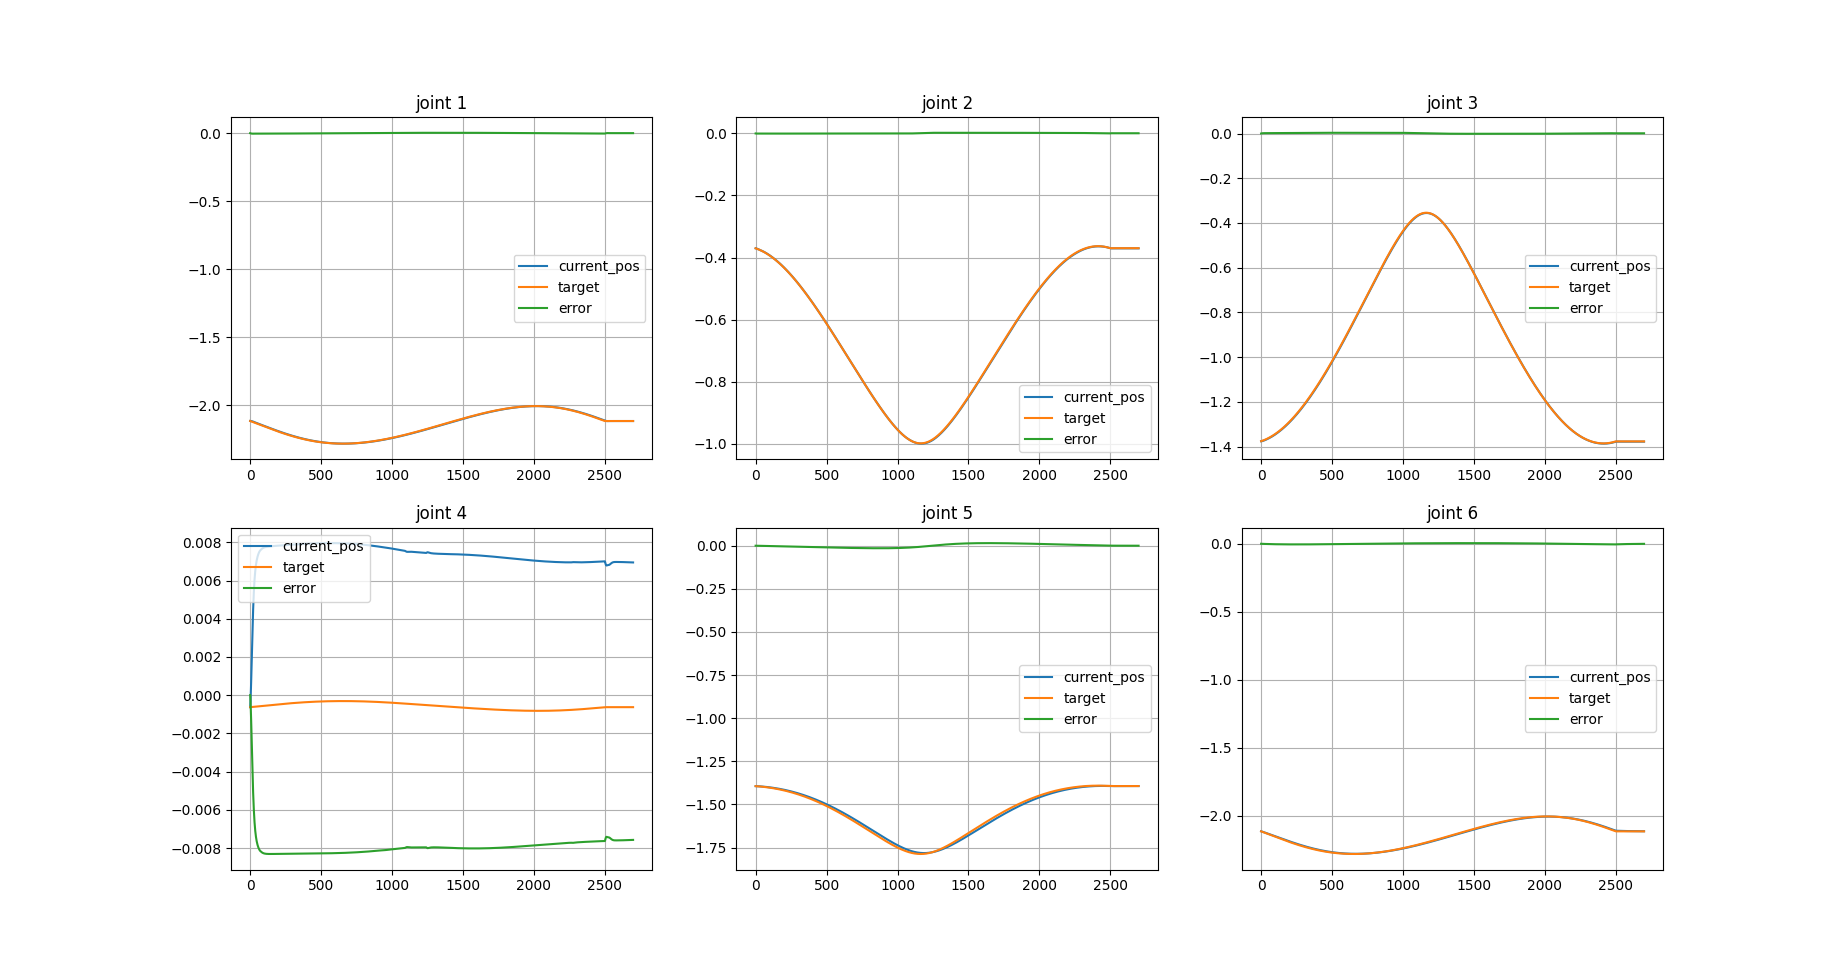 joint 1
0.0
−0.5
−1.0
−1.5
−2.0
current_pos
target
error
0 500 1000 1500 2000 2500
joint 2
0.0
−0.2
−0.4
−0.6
−0.8
−1.0
current_pos
target
error
0 500 1000 1500 2000 2500
joint 3
0.0
−0.2
−0.4
−0.6
−0.8
−1.0
−1.2
−1.4
current_pos
target
error
0 500 1000 1500 2000 2500
joint 4
0.008
0.006
0.004
0.002
0.000
−0.002
−0.004
−0.006
−0.008
current_pos
target
error
0 500 1000 1500 2000 2500
joint 5
0.00
−0.25
−0.50
−0.75
−1.00
−1.25
−1.50
−1.75
current_pos
target
error
0 500 1000 1500 2000 2500
joint 6
0.0
−0.5
−1.0
−1.5
−2.0
current_pos
target
error
0 500 1000 1500 2000 2500